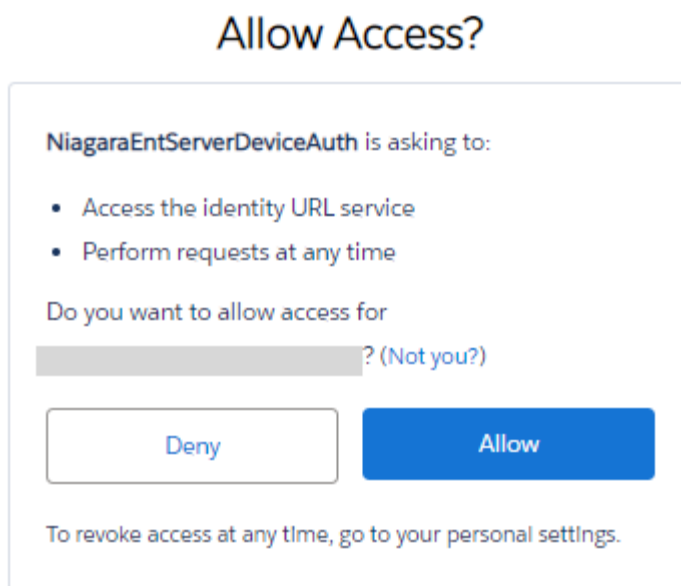 Allow Access?
NiagaraEntServerDeviceAuth is asking to:
• Access the identity URL service
• Perform requests at any time
Do you want to allow access for
? (Not you?)
Deny
Allow
To revoke access at any time, go to your personal settings.